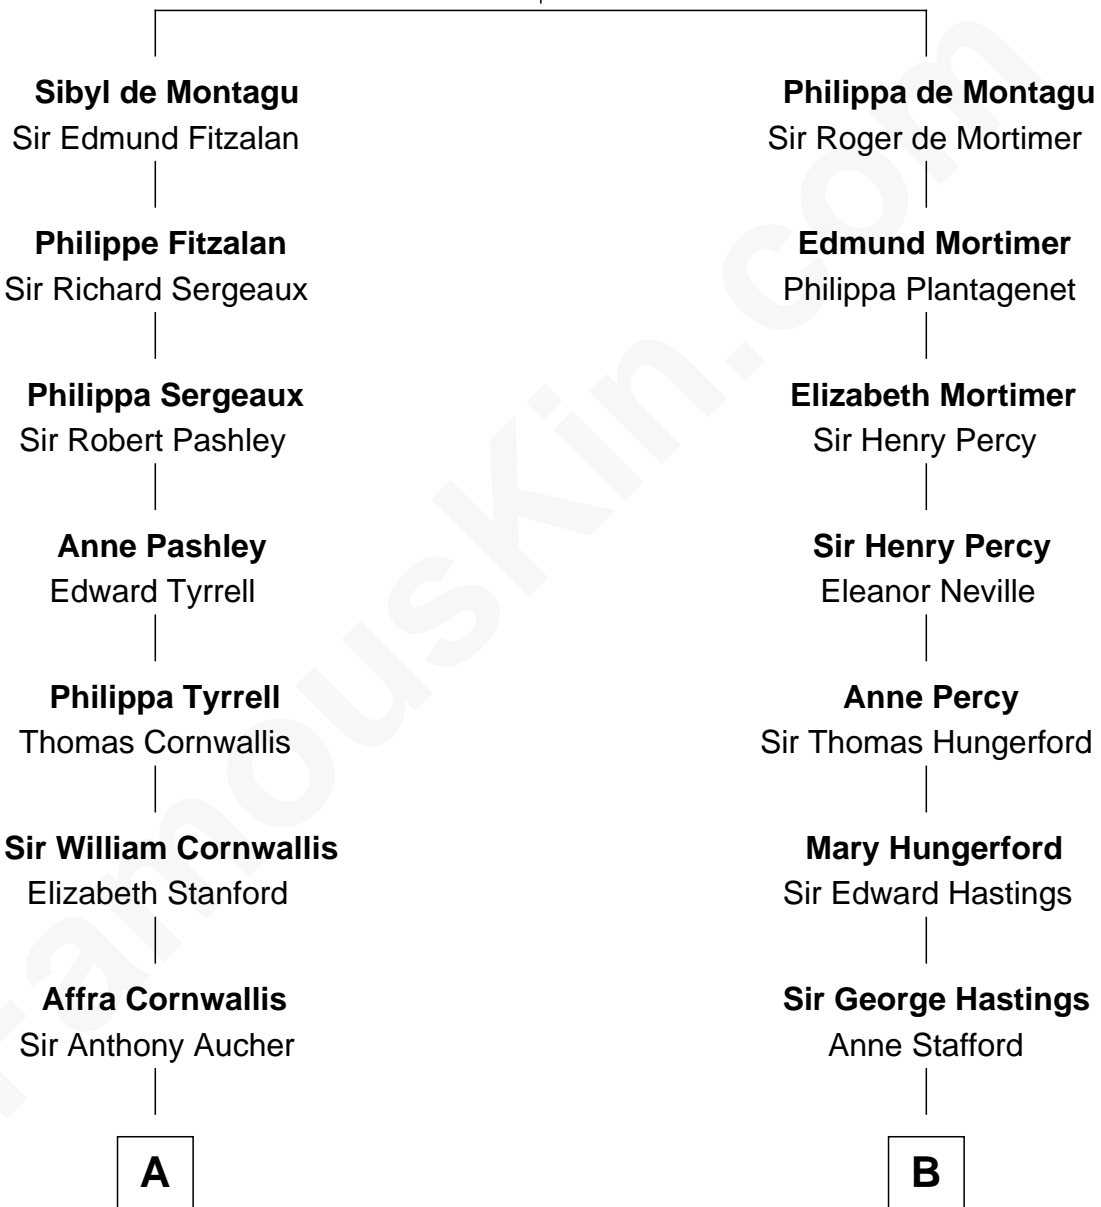 Sibyl de Montagu
Sir Edmund Fitzalan
Philippe Fitzalan
Sir Richard Sergeaux
Philippa Sergeaux
Sir Robert Pashley
Anne Pashley
Edward Tyrrell
Philippa Tyrrell
Thomas Cornwallis
Sir William Cornwallis
Elizabeth Stanford
Affra Cornwallis
Sir Anthony Aucher
A
Philippa de Montagu
Sir Roger de Mortimer
Edmund Mortimer
Philippa Plantagenet
Elizabeth Mortimer
Sir Henry Percy
Sir Henry Percy
Eleanor Neville
Anne Percy
Sir Thomas Hungerford
Mary Hungerford
Sir Edward Hastings
Sir George Hastings
Anne Stafford
B
FamousKin.com